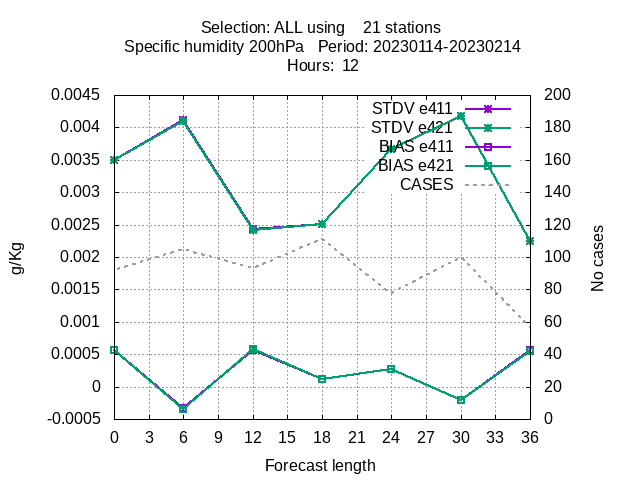 Selection: ALL using    21 stations
Specific humidity 200hPa   Period: 20230114-20230214
Hours:  12
0.0045 200
0.004 180
0.0035 160
0.003 140
0.0025 120
0.002 100
0.0015 80
0.001 60
0.0005 40
0 20
-0.0005 0
STDV e411
STDV e421
BIAS e411
BIAS e421
CASES
g/Kg
No cases
0 3 6 9 12 15 18 21 24 27 30 33 36
Forecast length